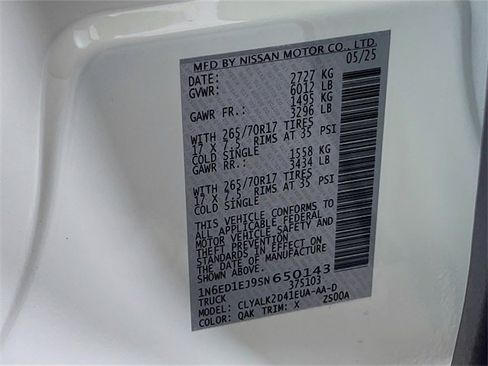 MFD BY NISSAN MOTOR CO., LTD.
DATE: 05/25
GVWR: 2727 KG
6012 LB
GAWR FR.: 1495 KG
3296 LB
WITH 265/70R17 TIRES
17 X 7.5 RIMS AT 35 PSI
COLD SINGLE
GAWR RR.: 1558 KG
3434 LB
WITH 265/70R17 TIRES
17 X 7.5 RIMS AT 35 PSI
COLD SINGLE
THIS VEHICLE CONFORMS TO
ALL APPLICABLE FEDERAL
MOTOR VEHICLE SAFETY AND
THEFT PREVENTION
STANDARDS IN EFFECT ON
THE DATE OF MANUFACTURE
SHOWN ABOVE.
1N6ED1EJ9SN650143
TRUCK 375103
MODEL: CLYALK2D41EUA-AA-D
COLOR: QAK TRIM: X ZS00A